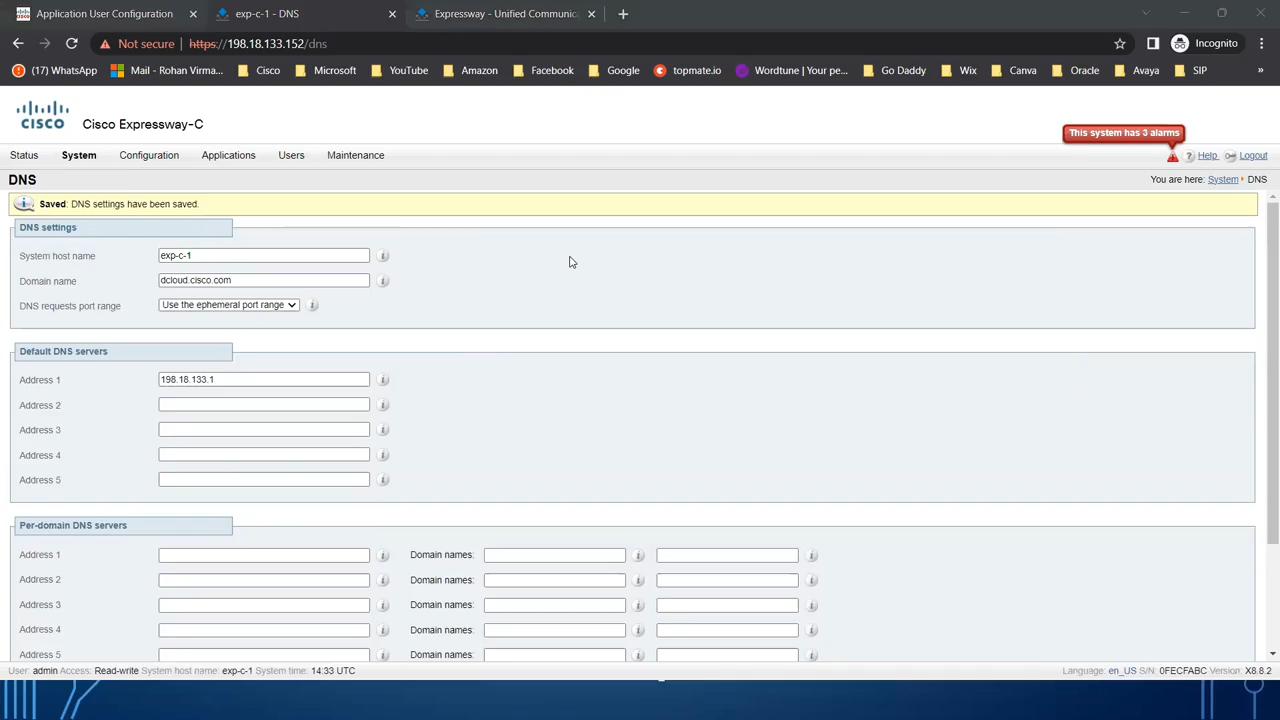 Application User Configuration
exp-c-1 - DNS
Expressway - Unified Communic
Not secure https://198.18.133.152/dns
Incognito
(17) WhatsApp Mail - Rohan Virma... Cisco Microsoft YouTube Amazon Facebook Google topmate.io Wordtune | Your pe... Go Daddy Wix Canva Oracle Avaya SIP »
CISCO Cisco Expressway-C
This system has 3 alarms
Status System Configuration Applications Users Maintenance
Help Logout
DNS
You are here: System DNS
Saved: DNS settings have been saved.
DNS settings
System host name exp-c-1
Domain name dcloud.cisco.com
DNS requests port range Use the ephemeral port range
Default DNS servers
Address 1 198.18.133.1
Address 2
Address 3
Address 4
Address 5
Per-domain DNS servers
Address 1 Domain names:
Address 2 Domain names:
Address 3 Domain names:
Address 4 Domain names:
Address 5 Domain names:
User: admin Access: Read-write System host name: exp-c-1 System time: 14:33 UTC
Language: en_US S/N: 0FECFABC Version: X8.8.2